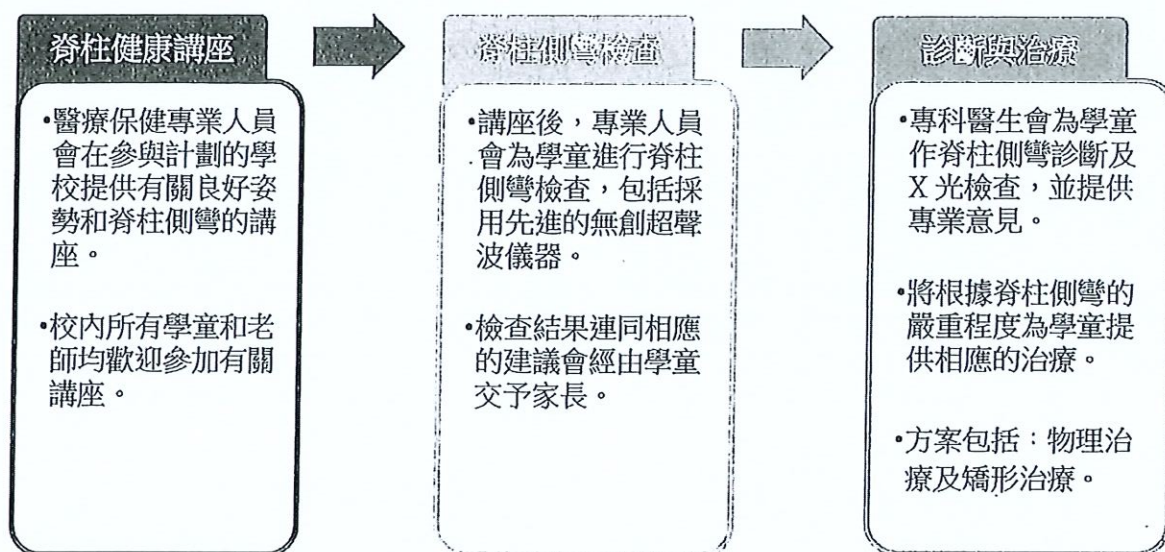 脊柱健康講座
•醫療保健專業人員
會在參與計劃的學
校提供有關良好姿
勢和脊柱側彎的講
座。
•校內所有學童和老
師均歡迎參加有關
講座。
脊柱側彎檢查
•講座後，專業人員
會為學童進行脊柱
側彎檢查，包括採
用先進的無創超聲
波儀器。
•檢查結果連同相應
的建議會經由學童
交予家長。
診斷與治療
•專科醫生會為學童
作脊柱側彎診斷及
X 光檢查，並提供
專業意見。
•將根據脊柱側彎的
嚴重程度為學童提
供相應的治療。
•方案包括：物理治
療及矯形治療。